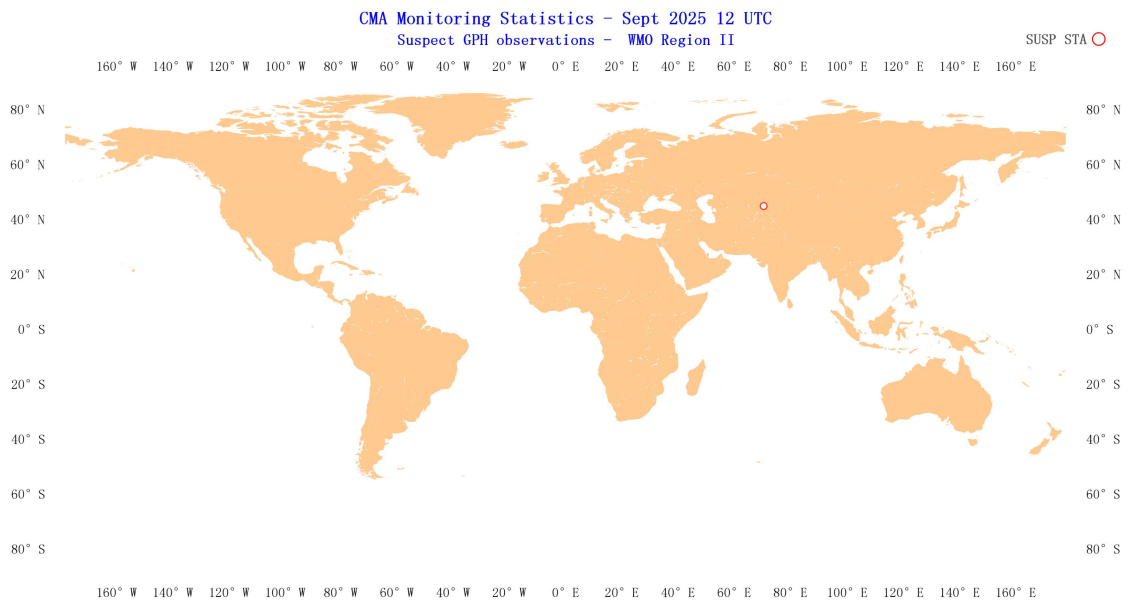 CMA Monitoring Statistics - Sept 2025 12 UTC
Suspect GPH observations - WMO Region II
SUSP STA
160° W 140° W 120° W 100° W 80° W 60° W 40° W 20° W 0° E 20° E 40° E 60° E 80° E 100° E 120° E 140° E 160° E
80° N 80° N
60° N 60° N
40° N 40° N
20° N 20° N
0° S 0° S
20° S 20° S
40° S 40° S
60° S 60° S
80° S 80° S
160° W 140° W 120° W 100° W 80° W 60° W 40° W 20° W 0° E 20° E 40° E 60° E 80° E 100° E 120° E 140° E 160° E